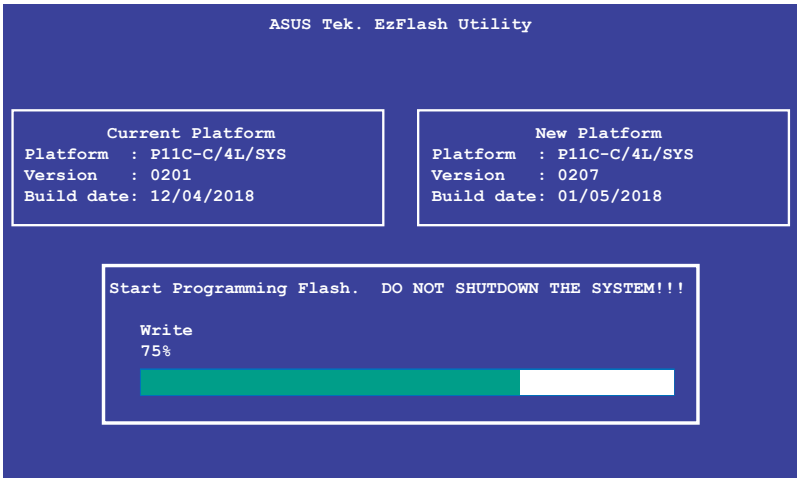 ASUS Tek. EzFlash Utility
Current Platform
Platform : P11C-C/4L/SYS
Version : 0201
Build date: 12/04/2018
New Platform
Platform : P11C-C/4L/SYS
Version : 0207
Build date: 01/05/2018
Start Programming Flash. DO NOT SHUTDOWN THE SYSTEM!!!
Write
75%